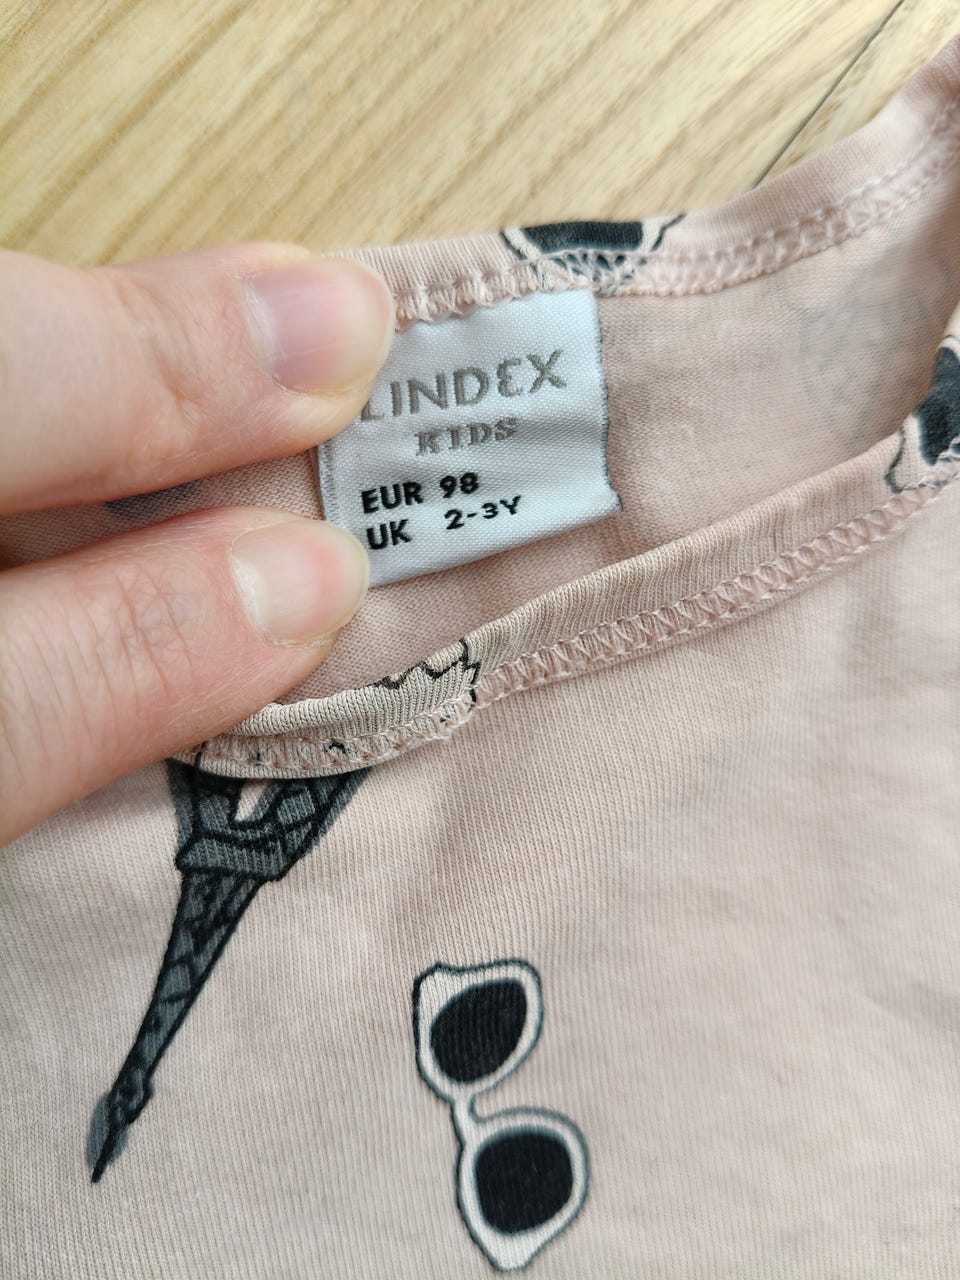 LINDEX
KIDS
EUR 98
UK 2-3Y